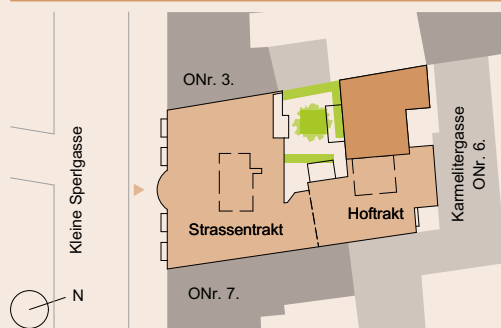 ONr. 3.
Kleine Sperlgasse
Strassentrakt
Hoftrakt
Karmelitergasse
ONr. 6.
N
ONr. 7.